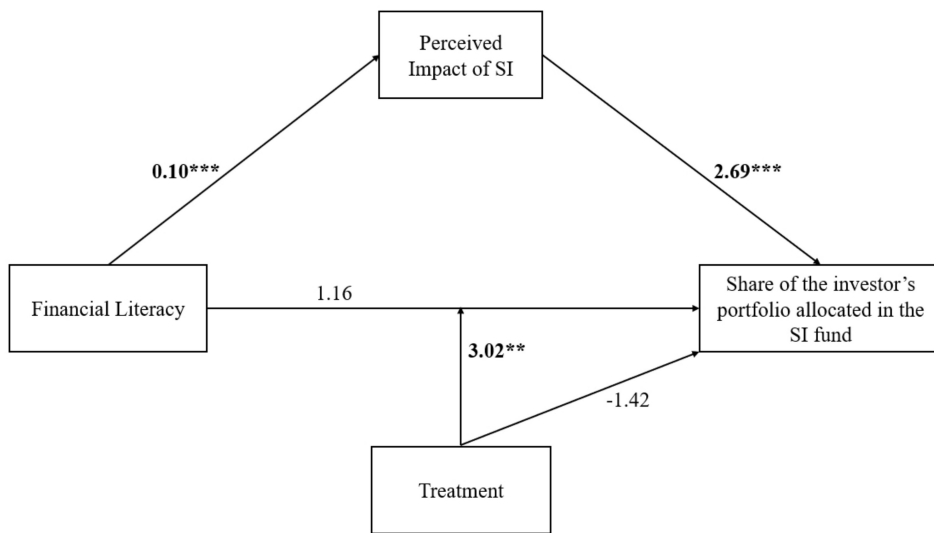 Perceived
Impact of SI
0.10***
2.69***
Financial Literacy
1.16
Share of the investor's
portfolio allocated in the
SI fund
3.02**
-1.42
Treatment